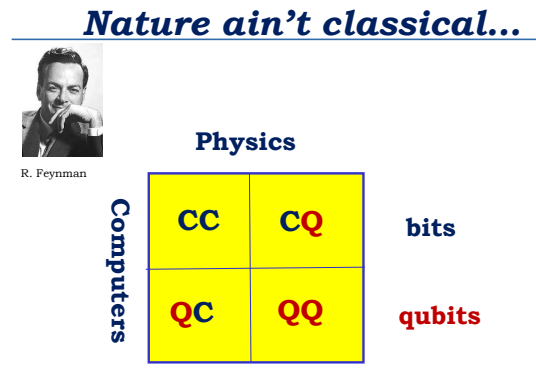 Nature ain't classical...
R. Feynman
Physics
Computers
CC
CQ
bits
QC
QQ
qubits